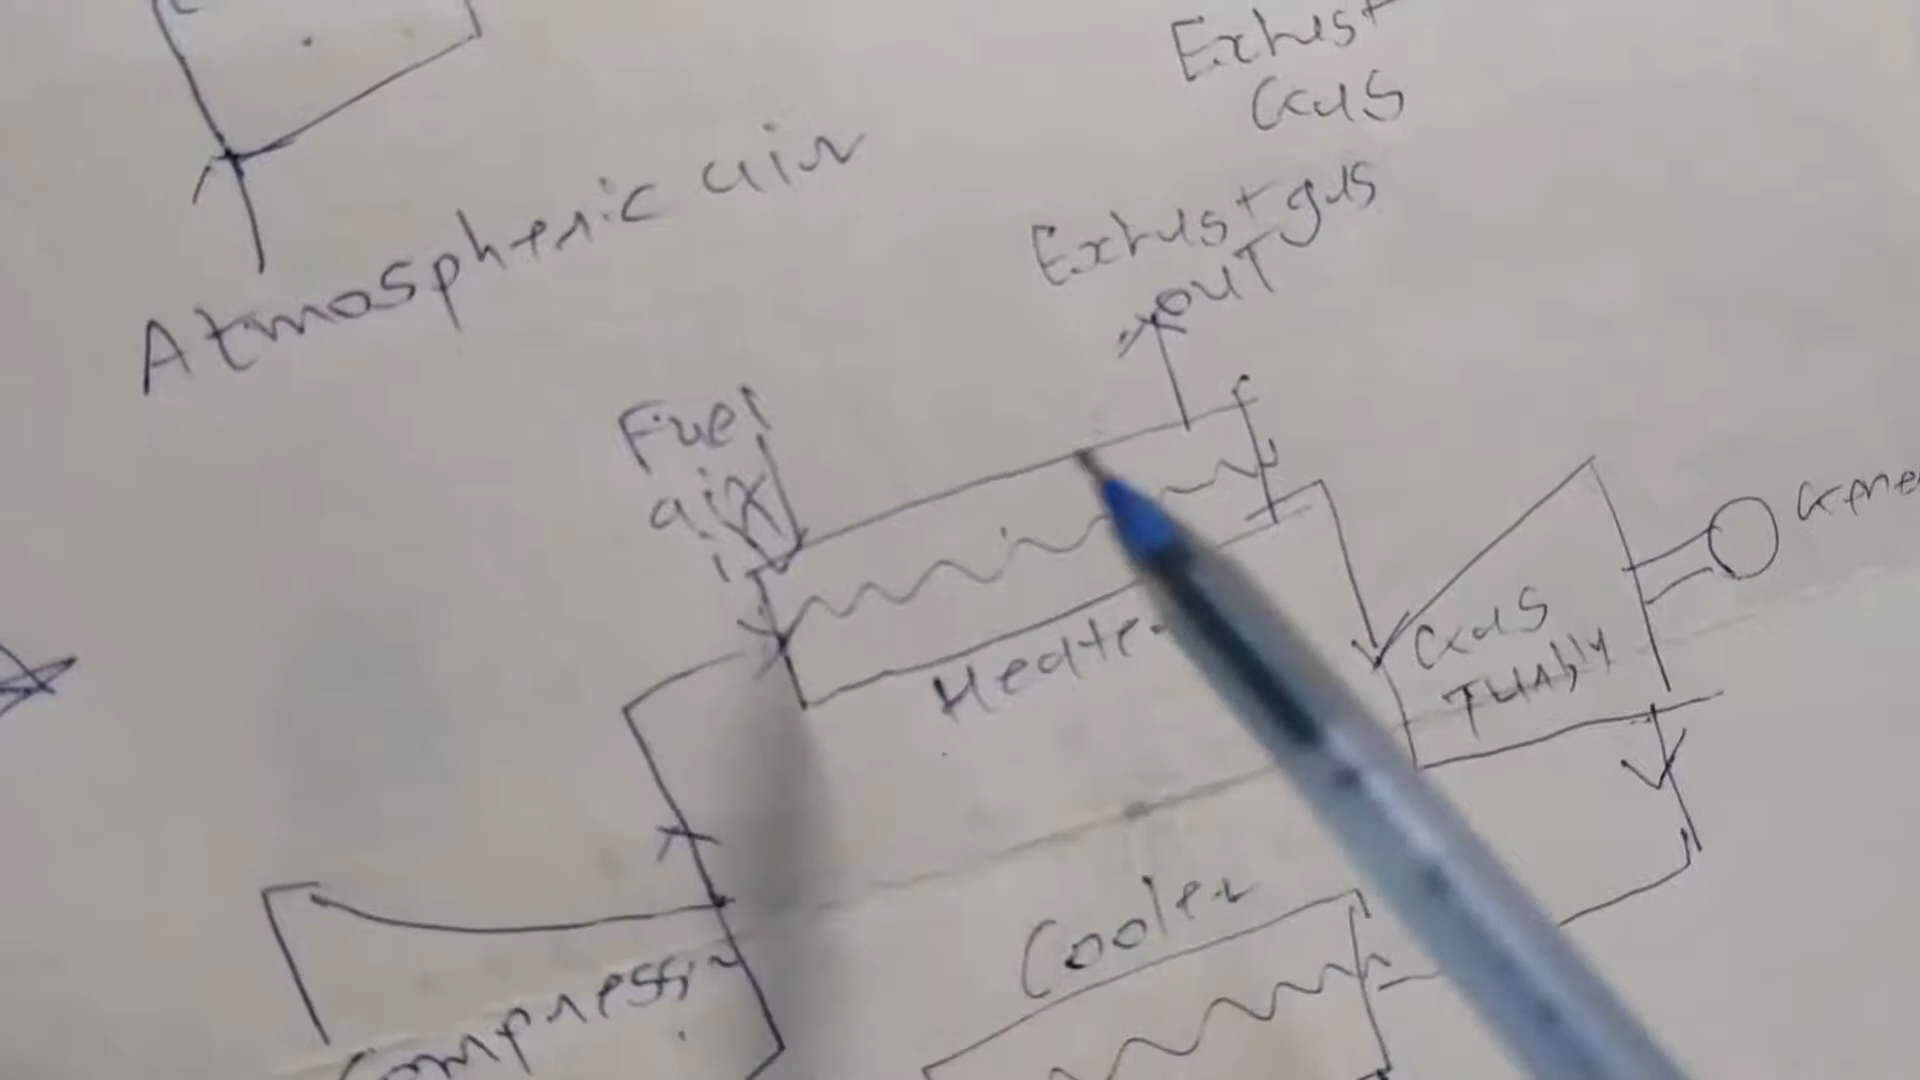 Exhust
Gas
Atmospheric air
Exhust gas
out
Fuel
air
Heater
Gas
Cooler